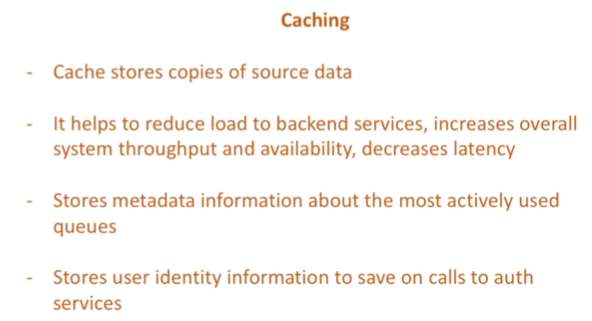 Caching
- Cache stores copies of source data
- It helps to reduce load to backend services, increases overall
system throughput and availability, decreases latency
- Stores metadata information about the most actively used
queues
- Stores user identity information to save on calls to auth
services